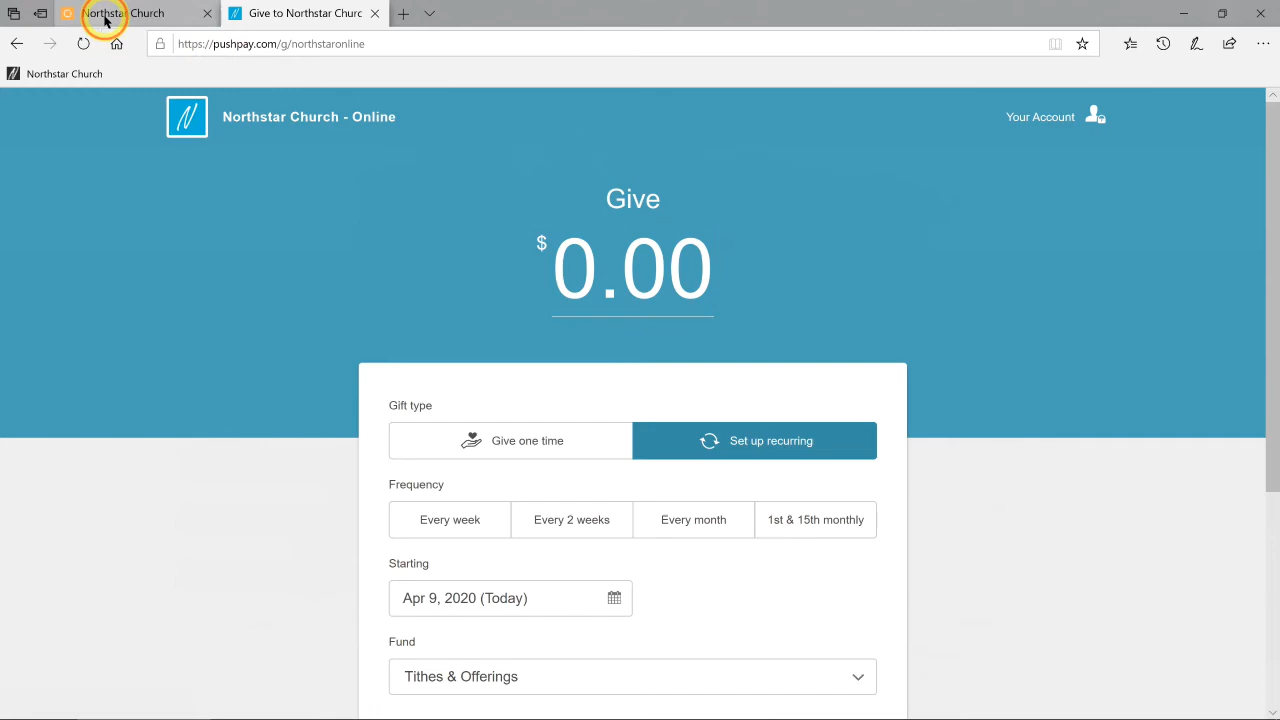 Northstar Church
Give to Northstar Churc
https://pushpay.com/g/northstaronline
Northstar Church
Northstar Church - Online
Your Account
Give
$ 0.00
Gift type
Give one time
Set up recurring
Frequency
Every week
Every 2 weeks
Every month
1st & 15th monthly
Starting
Apr 9, 2020 (Today)
Fund
Tithes & Offerings